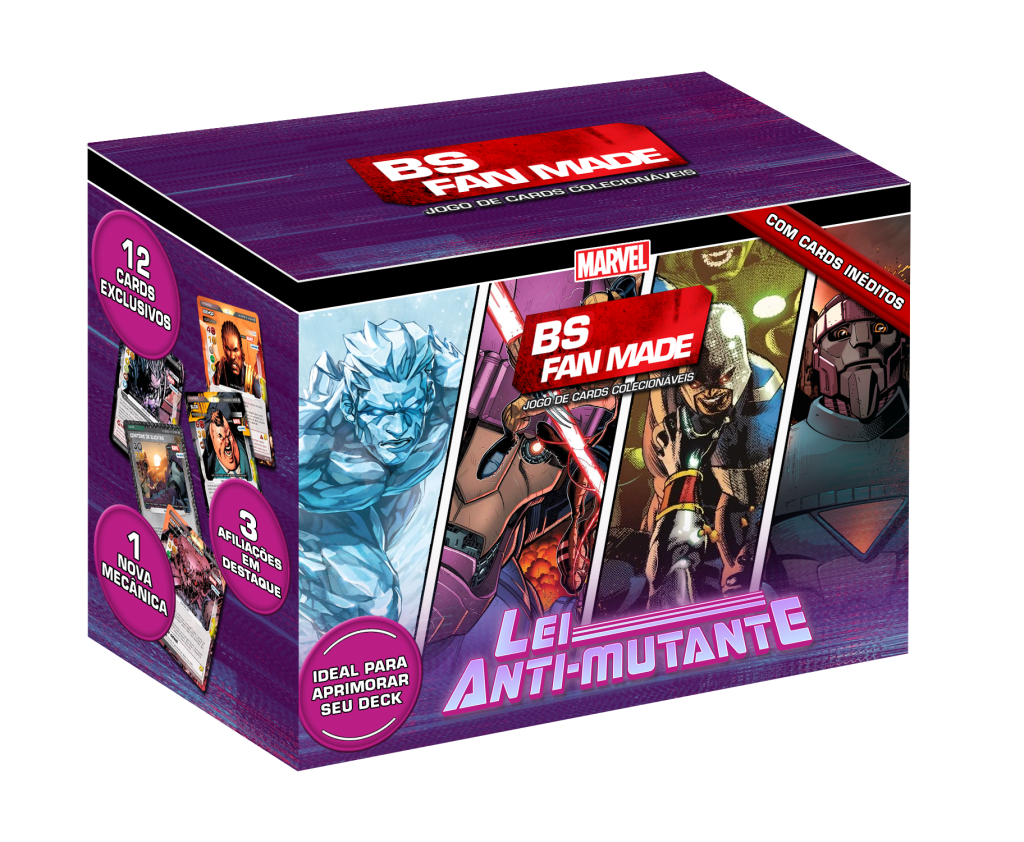 BS
FAN MADE
JOGO DE CARDS COLECIONÁVEIS
COM CARDS INÉDITOS
MARVEL
BS
FAN MADE
JOGO DE CARDS COLECIONÁVEIS
12
CARDS
EXCLUSIVOS
3
AFILIAÇÕES
EM
DESTAQUE
1
NOVA
MECÂNICA
IDEAL PARA
APRIMORAR
SEU DECK
LEI
ANTI-MUTANTE